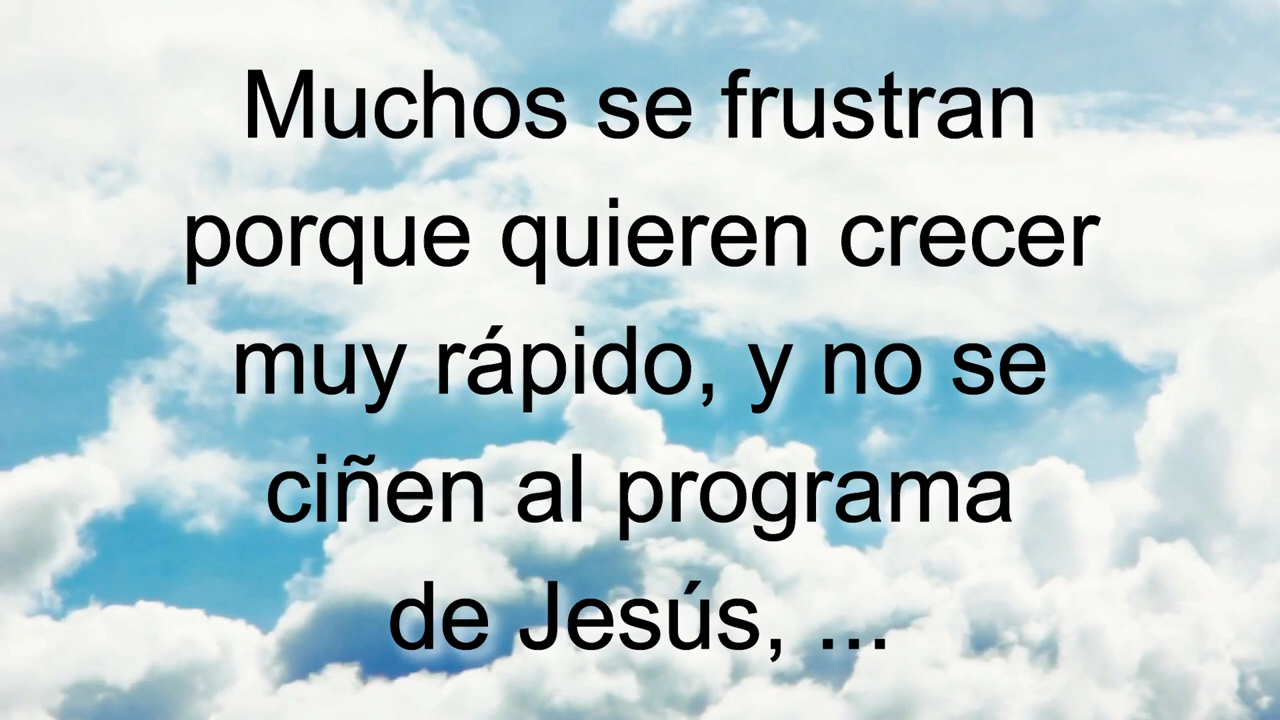 Muchos se frustran
porque quieren crecer
muy rápido, y no se
ciñen al programa
de Jesús, ...